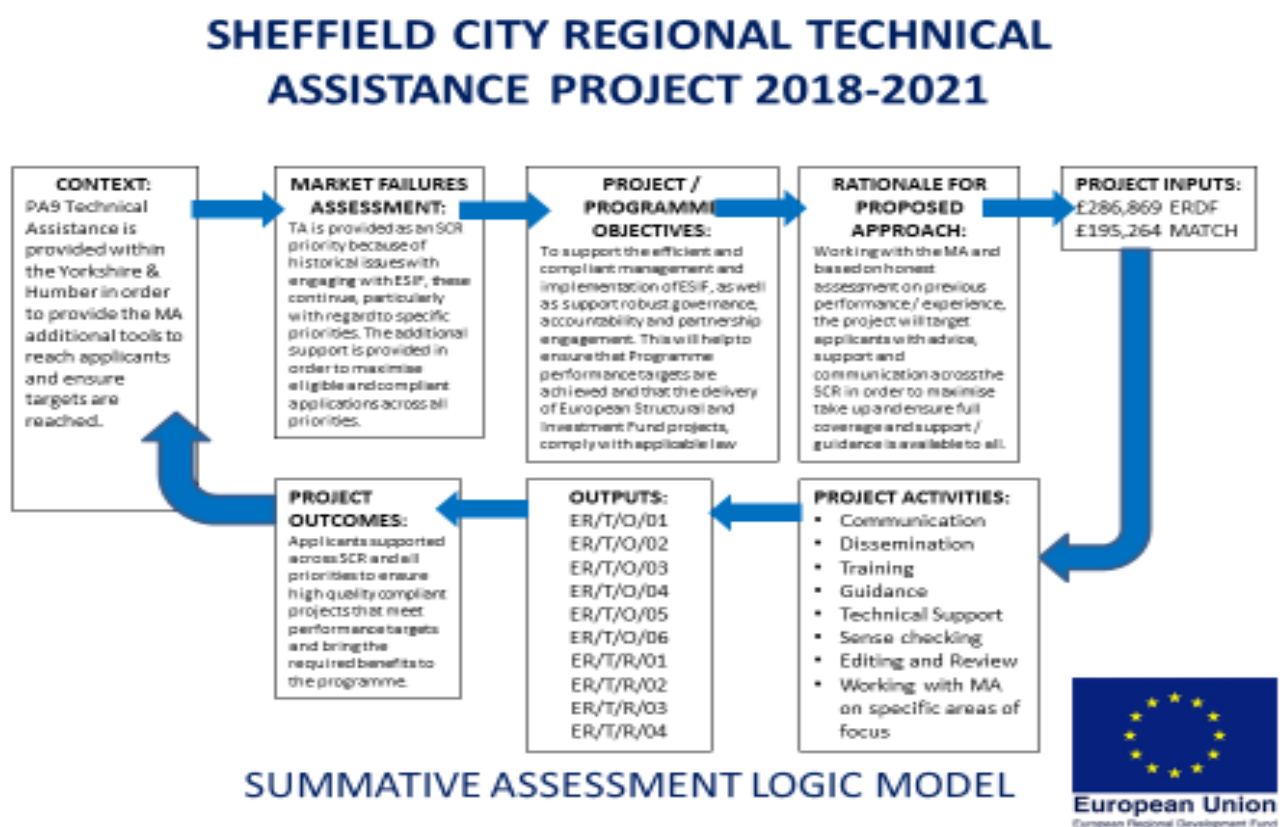 SHEFFIELD CITY REGIONAL TECHNICAL
ASSISTANCE PROJECT 2018-2021
CONTEXT:
PA9 Technical
Assistance is
provided within
the Yorkshire &
Humber in order
to provide the MA
additional tools to
reach applicants
and ensure
targets are
reached.
MARKET FAILURES
ASSESSMENT:
TA is provided as an SCR
priority because of
historical issues with
engaging with ESIF, these
continue, particularly
with regard to specific
priorities. The additional
support is provided in
order to maximise
eligible and compliant
applications across all
priorities.
PROJECT /
PROGRAMME
OBJECTIVES:
To support the efficient and
compliant management and
implementation of ESIF, as well
as support robust governance,
accountability and partnership
engagement. This will help to
ensure that Programme
performance targets are
achieved and that the delivery
of European Structural and
Investment Fund projects,
comply with applicable law
RATIONALE FOR
PROPOSED
APPROACH:
Working with the MA and
based on honest
assessment on previous
performance / experience,
the project will target
applicants with advice,
support and
communication across the
SCR in order to maximise
take up and ensure full
coverage and support /
guidance is available to all.
PROJECT INPUTS:
£286,869 ERDF
£195,264 MATCH
PROJECT ACTIVITIES:
• Communication
• Dissemination
• Training
• Guidance
• Technical Support
• Sense checking
• Editing and Review
• Working with MA
on specific areas of
focus
OUTPUTS:
ER/T/O/01
ER/T/O/02
ER/T/O/03
ER/T/O/04
ER/T/O/05
ER/T/O/06
ER/T/R/01
ER/T/R/02
ER/T/R/03
ER/T/R/04
PROJECT
OUTCOMES:
Applicants supported
across SCR and all
priorities to ensure
high quality compliant
projects that meet
performance targets
and bring the
required benefits to
the programme.
SUMMATIVE ASSESSMENT LOGIC MODEL
European Union
European Regional Development Fund